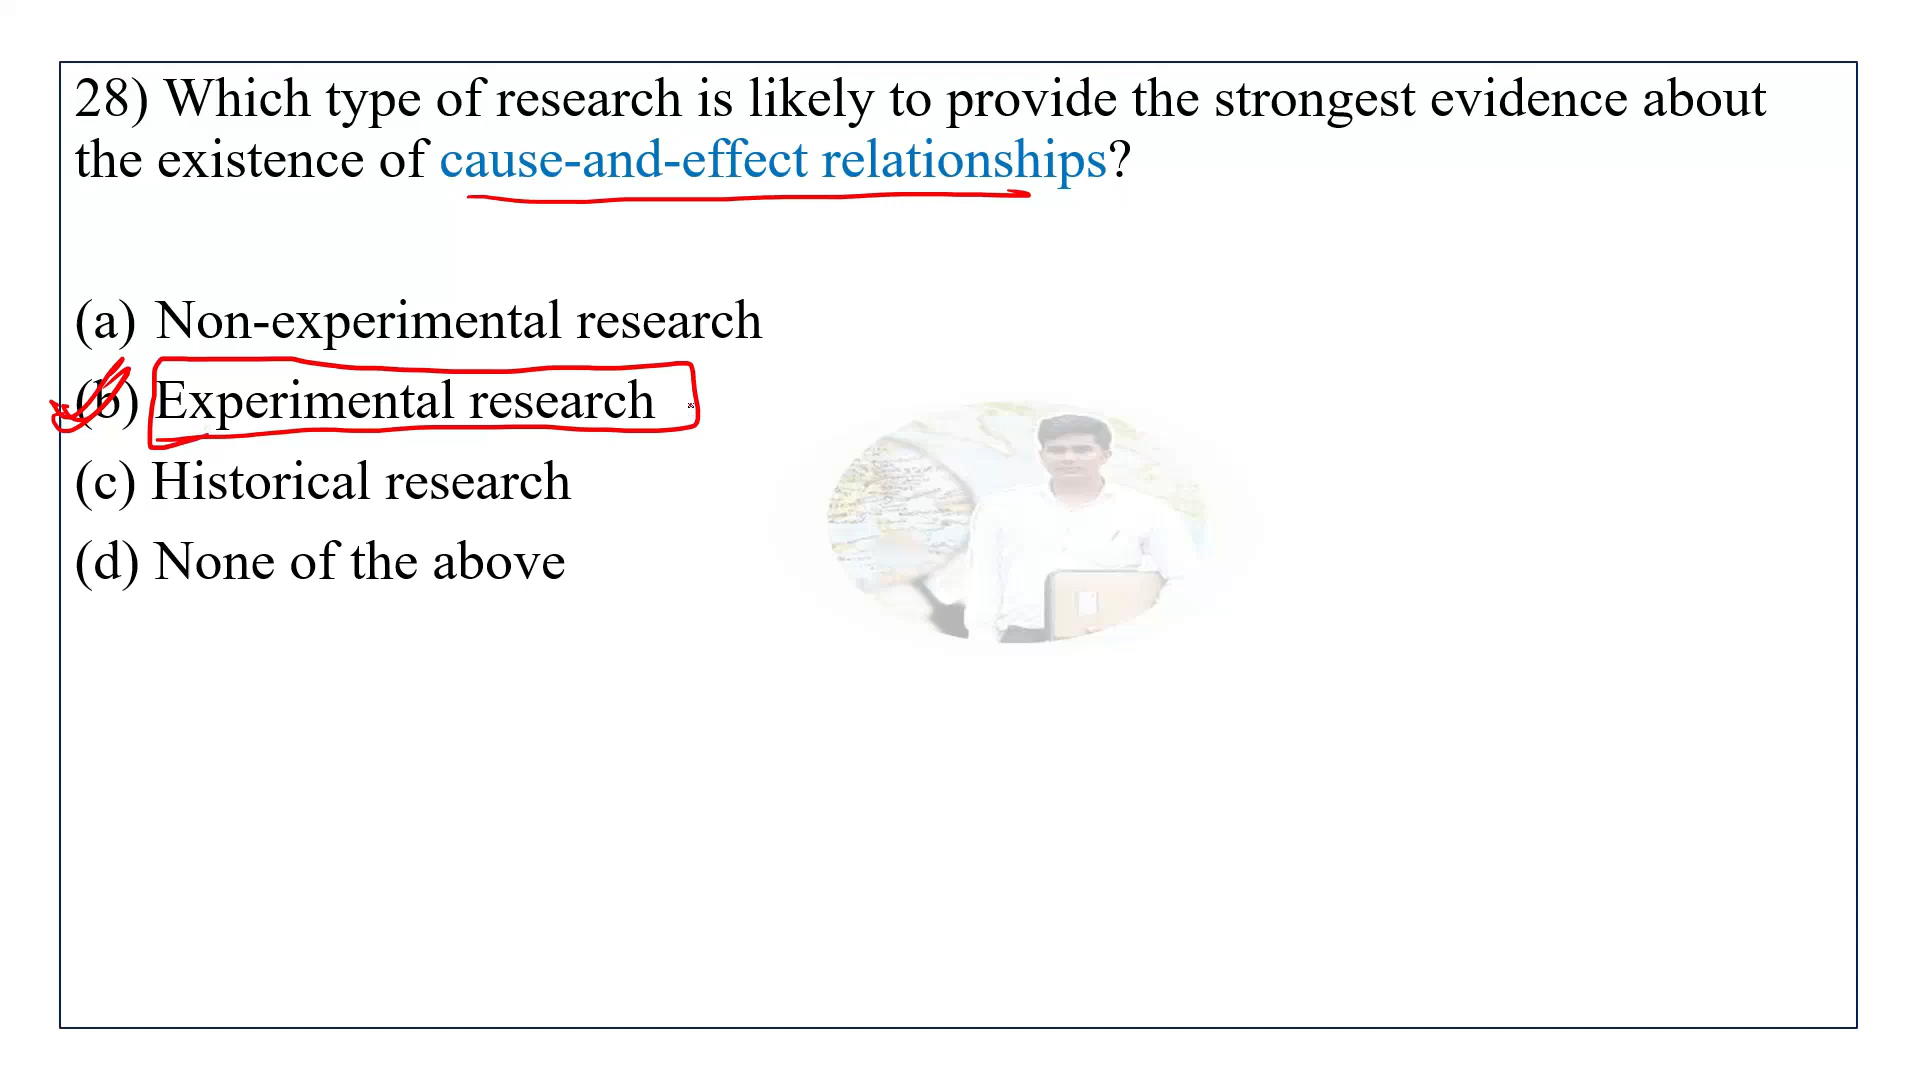 28) Which type of research is likely to provide the strongest evidence about
the existence of cause-and-effect relationships?
(a) Non-experimental research
(b) Experimental research
(c) Historical research
(d) None of the above